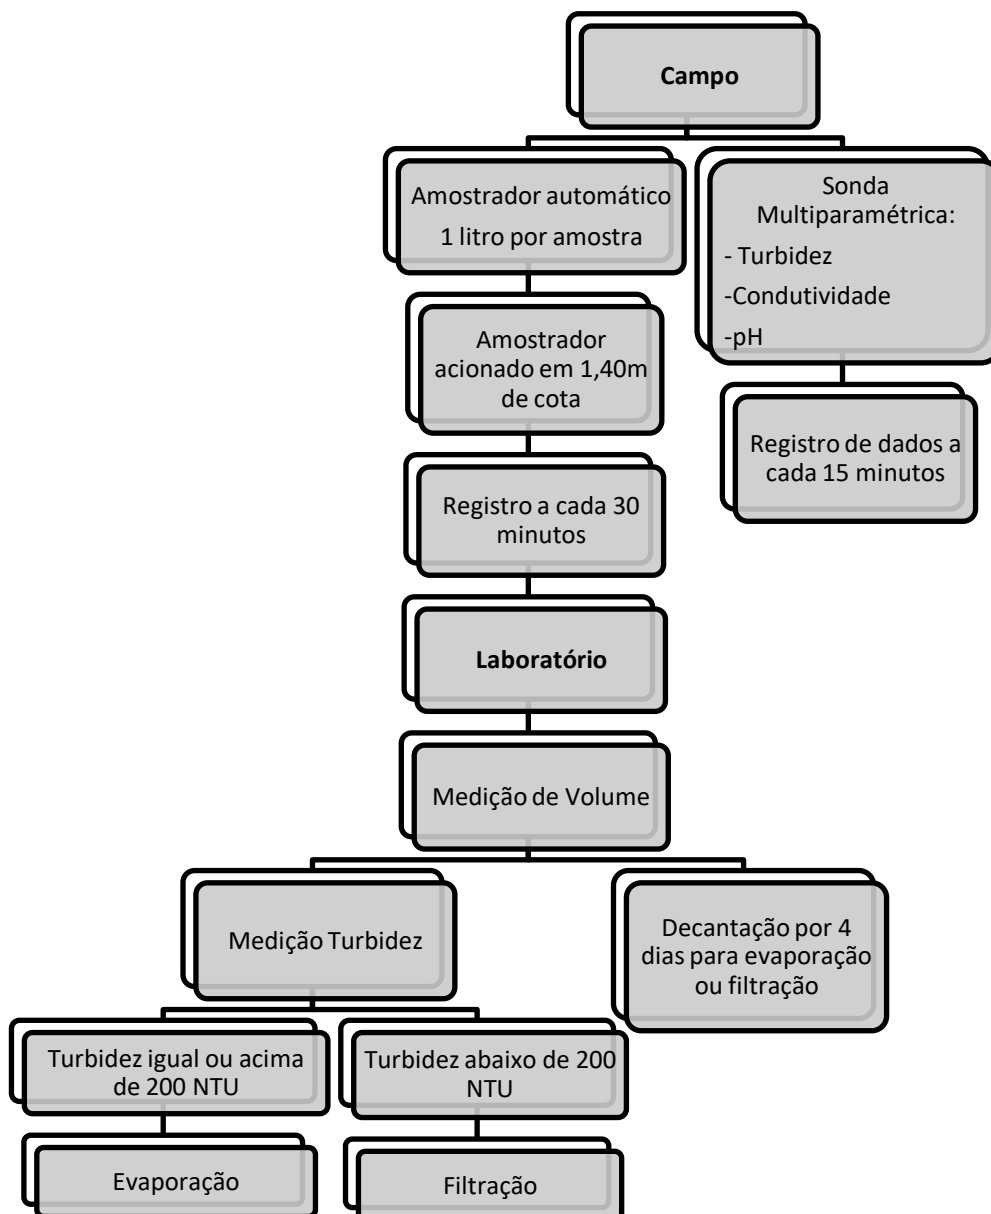 Campo
Amostrador automático
1 litro por amostra
Sonda
Multiparamétrica:
- Turbidez
-Condutividade
-pH
Amostrador
acionado em 1,40m
de cota
Registro de dados a
cada 15 minutos
Registro a cada 30
minutos
Laboratório
Medição de Volume
Medição Turbidez
Decantação por 4
dias para evaporação
ou filtração
Turbidez igual ou acima
de 200 NTU
Turbidez abaixo de 200
NTU
Evaporação
Filtração